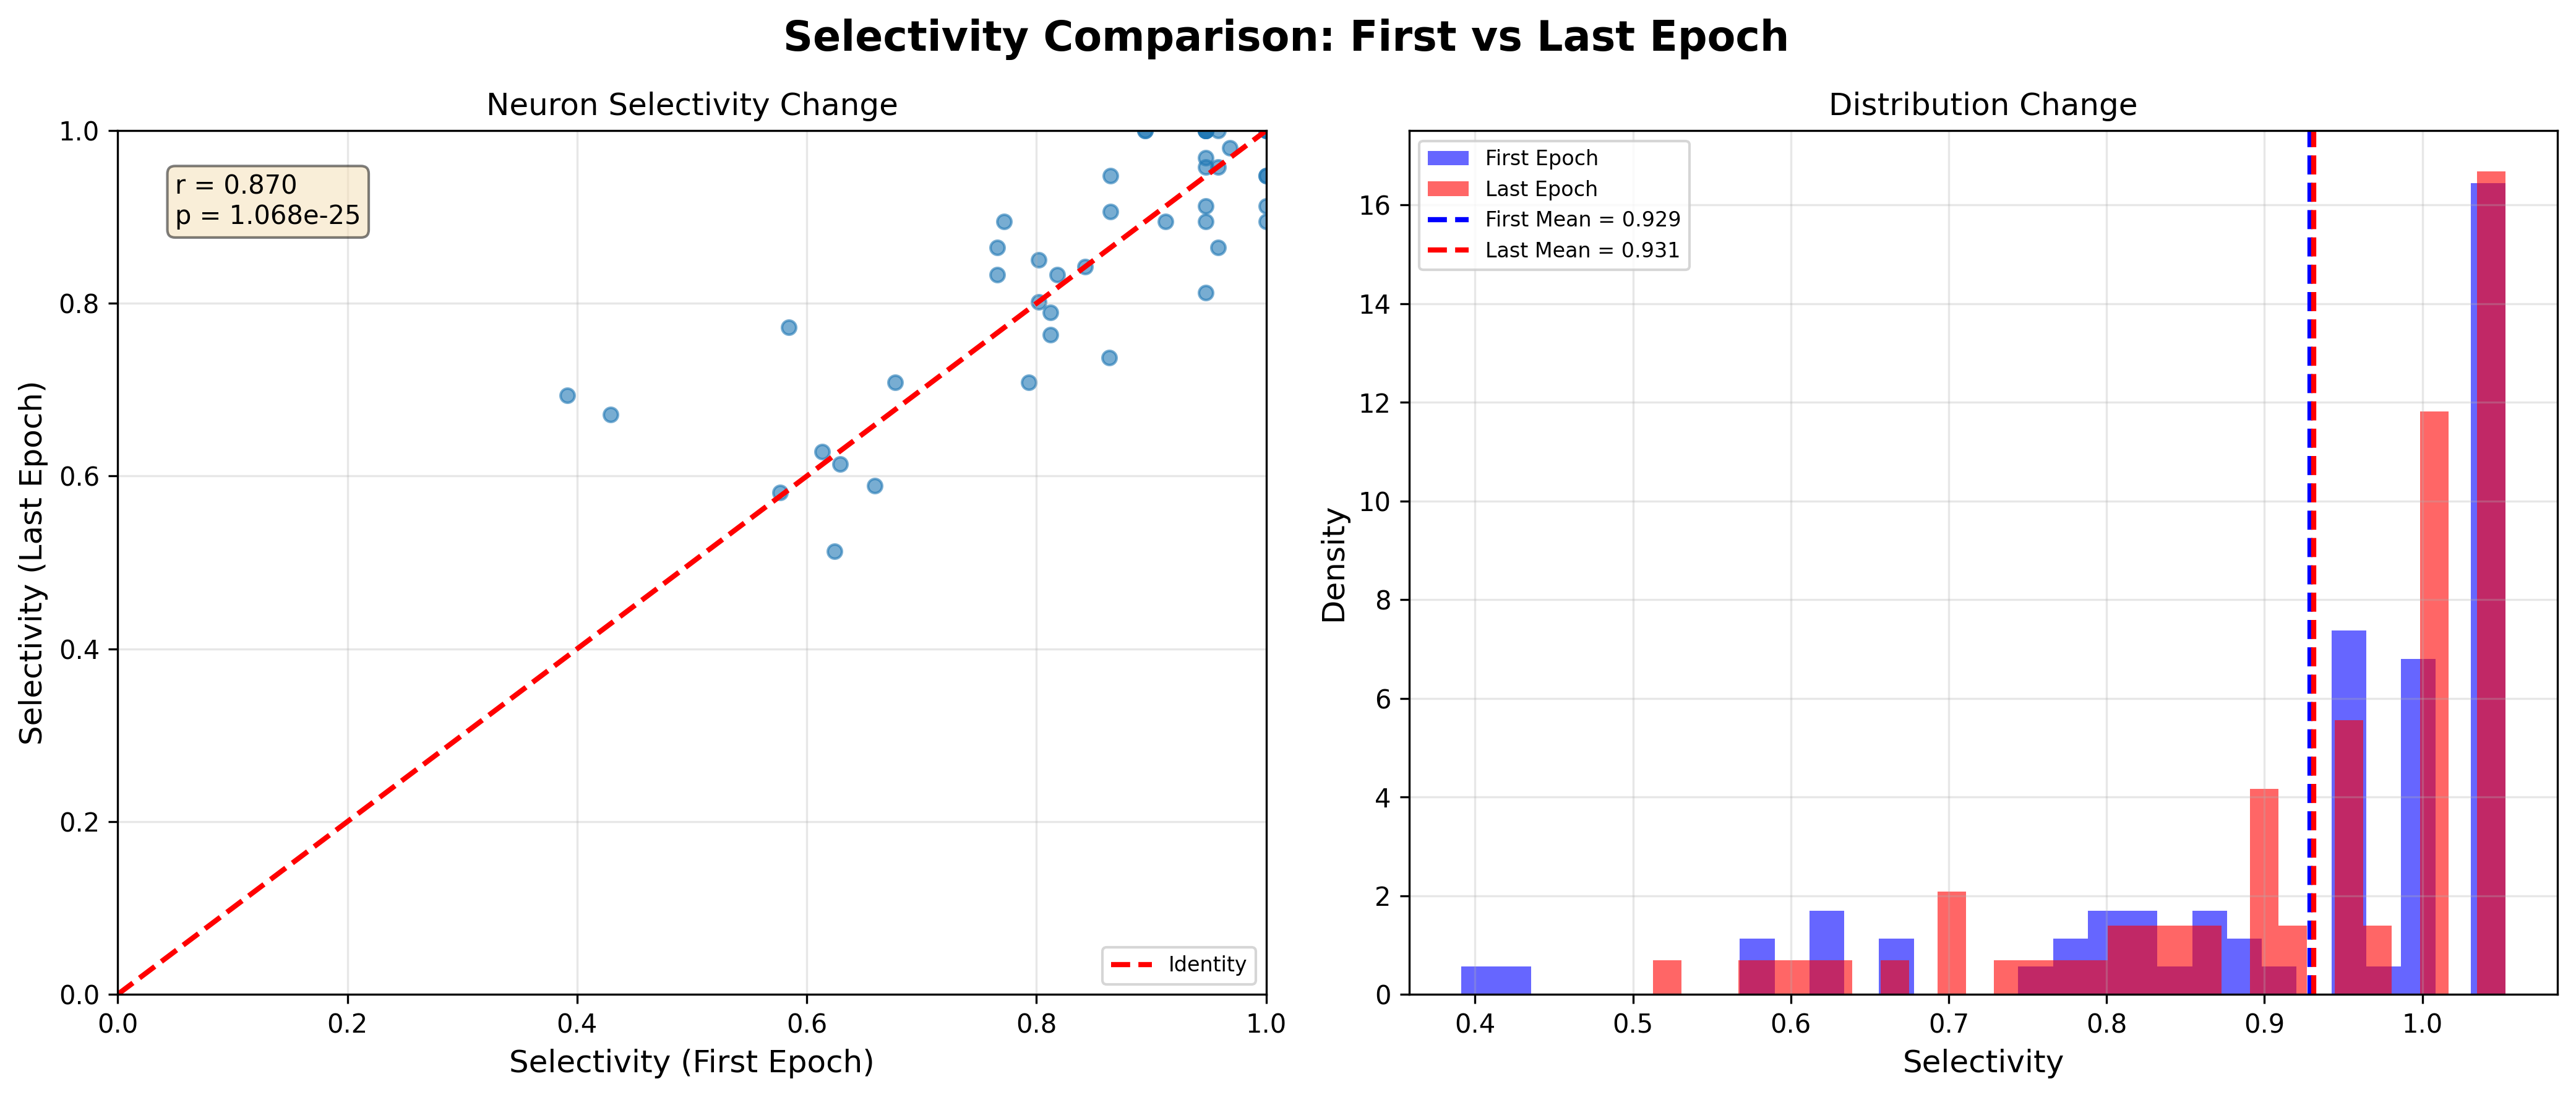 Selectivity Comparison: First vs Last Epoch
Neuron Selectivity Change
r = 0.870
p = 1.068e-25
Selectivity (Last Epoch)
1.0
0.8
0.6
0.4
0.2
0.0
0.0 0.2 0.4 0.6 0.8 1.0
Selectivity (First Epoch)
Identity
Distribution Change
First Epoch
Last Epoch
First Mean = 0.929
Last Mean = 0.931
Density
16
14
12
10
8
6
4
2
0
0.4 0.5 0.6 0.7 0.8 0.9 1.0
Selectivity